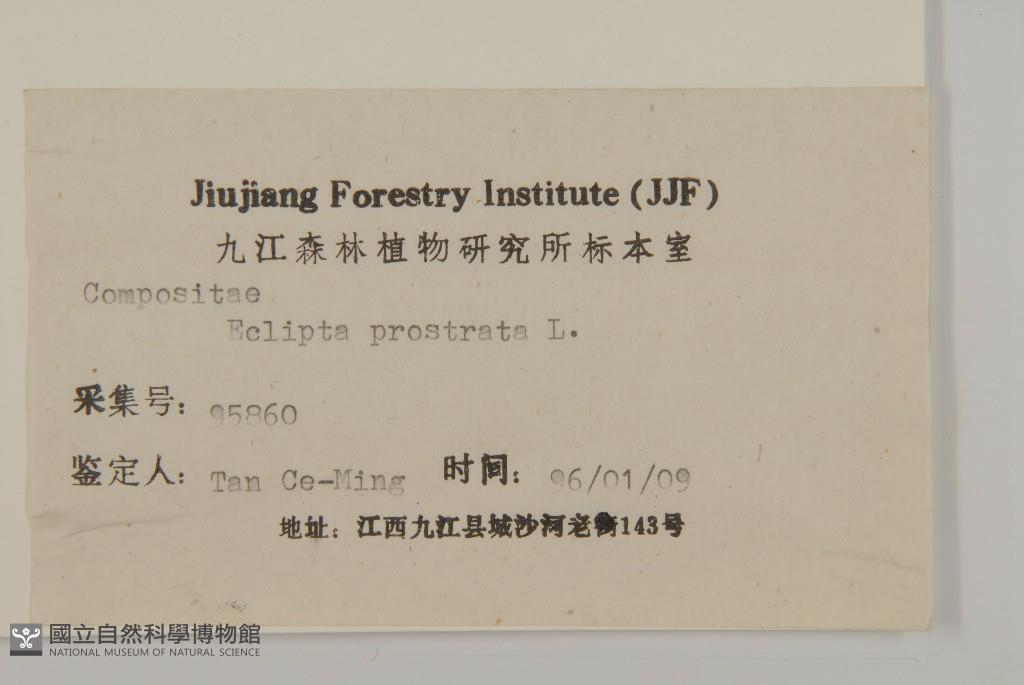 Jiujiang Forestry Institute (JJF)
九江森林植物研究所标本室
Compositae
Eclipta prostrata L.
采集号: 95860
鉴定人: Tan Ce-Ming 时间: 96/01/09
地址: 江西九江县城沙河老街143号
國立自然科學博物館
NATIONAL MUSEUM OF NATURAL SCIENCE